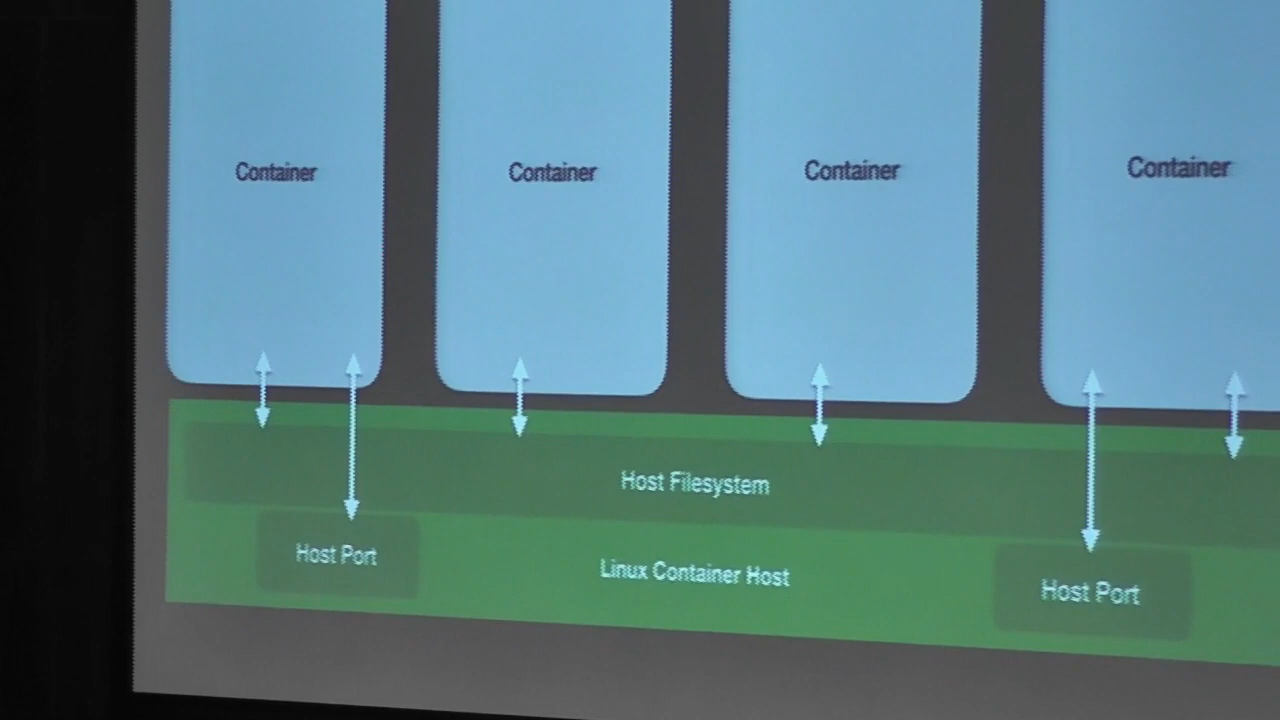 Container
Container
Container
Container
Host Filesystem
Host Port
Linux Container Host
Host Port